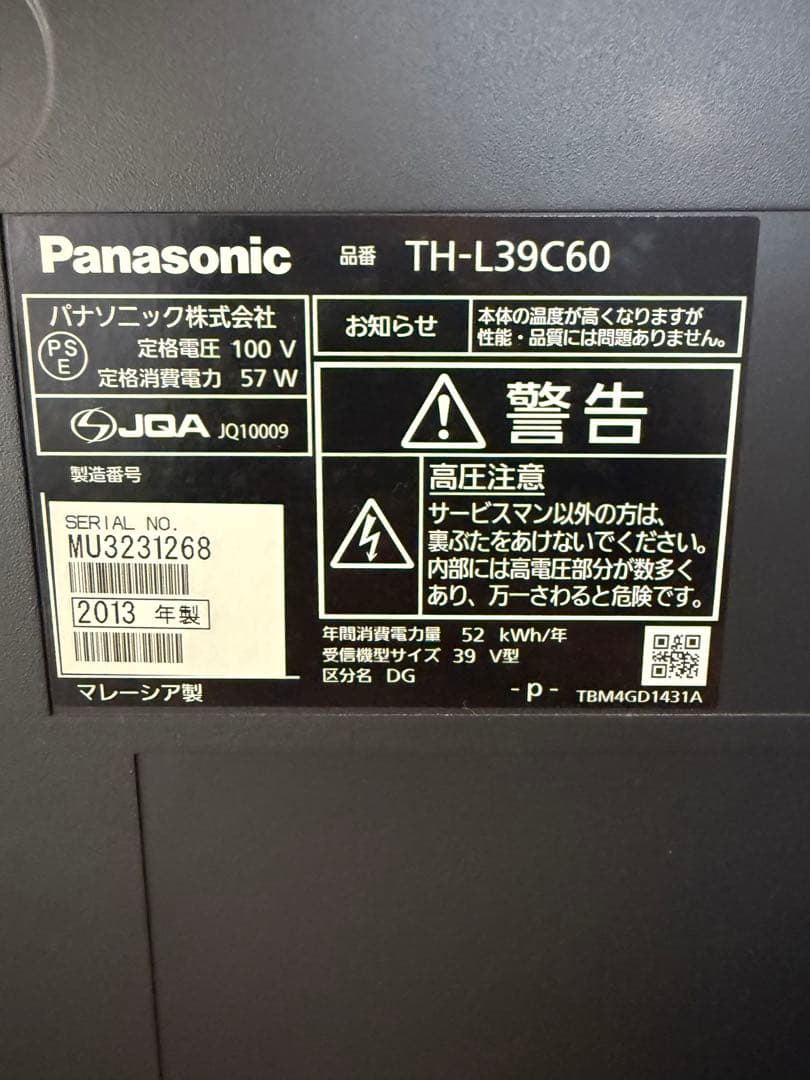 Panasonic 品番 TH-L39C60
パナソニック株式会社
PS
E
定格電圧 100 V
定格消費電力 57 W
JQA JQ10009
製造番号
SERIAL NO.
MU3231268
2013 年製
マレーシア製
お知らせ
本体の温度が高くなりますが
性能・品質には問題ありません。
警告
高圧注意
サービスマン以外の方は、
裏ぶたをあけないでください。
内部には高電圧部分が数多く
あり、万一さわると危険です。
年間消費電力量 52 kWh/年
受信機型サイズ 39 V型
区分名 DG
-p- TBM4GD1431A